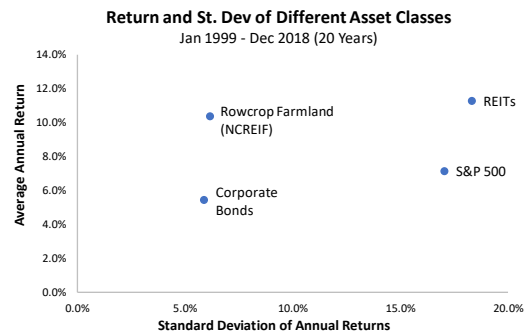 Return and St. Dev of Different Asset Classes
Jan 1999 - Dec 2018 (20 Years)
Average Annual Return
14.0%
12.0%
10.0%
8.0%
6.0%
4.0%
2.0%
0.0%
REITs
Rowcrop Farmland
(NCREIF)
S&P 500
Corporate
Bonds
0.0%
5.0%
10.0%
15.0%
20.0%
Standard Deviation of Annual Returns